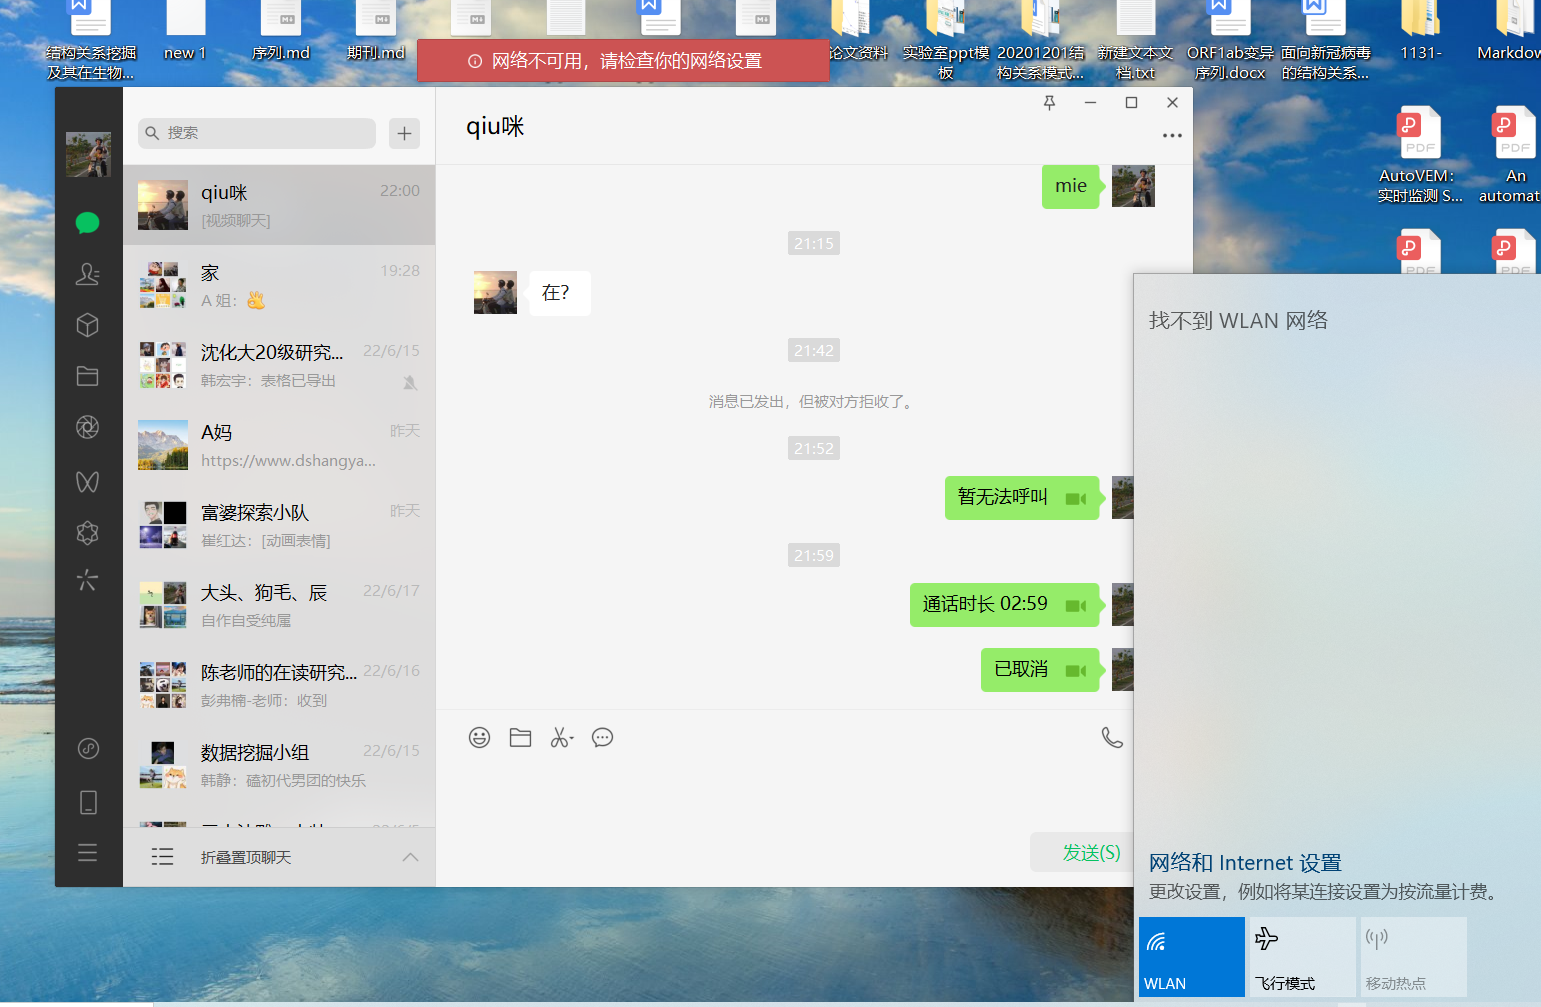 结构关系挖掘
及其在生物...
new 1
序列.md
期刊.md
论文资料
实验室ppt模
板
20201201结
构关系模式...
新建文本文
档.txt
ORF1ab变异
序列.docx
面向新冠病毒
的结构关系...
1131-
Markdow
网络不可用，请检查你的网络设置
AutoVEM：
实时监测 S...
An
automat
PDF
PDF
PDF
PDF
搜索
qiu咪
22:00
[视频聊天]
家
19:28
A 姐：
沈化大20级研究...
22/6/15
韩宏宇：表格已导出
A妈
昨天
https://www.dshangya...
富婆探索小队
昨天
崔红达：[动画表情]
大头、狗毛、辰
22/6/17
自作自受纯属
陈老师的在读研究...
22/6/16
彭弗楠-老师：收到
数据挖掘小组
22/6/15
韩静：磕初代男团的快乐
折叠置顶聊天
qiu咪
mie
21:15
在?
21:42
消息已发出，但被对方拒收了。
21:52
暂无法呼叫
21:59
通话时长 02:59
已取消
发送(S)
找不到 WLAN 网络
网络和 Internet 设置
更改设置，例如将某连接设置为按流量计费。
WLAN
飞行模式
移动热点